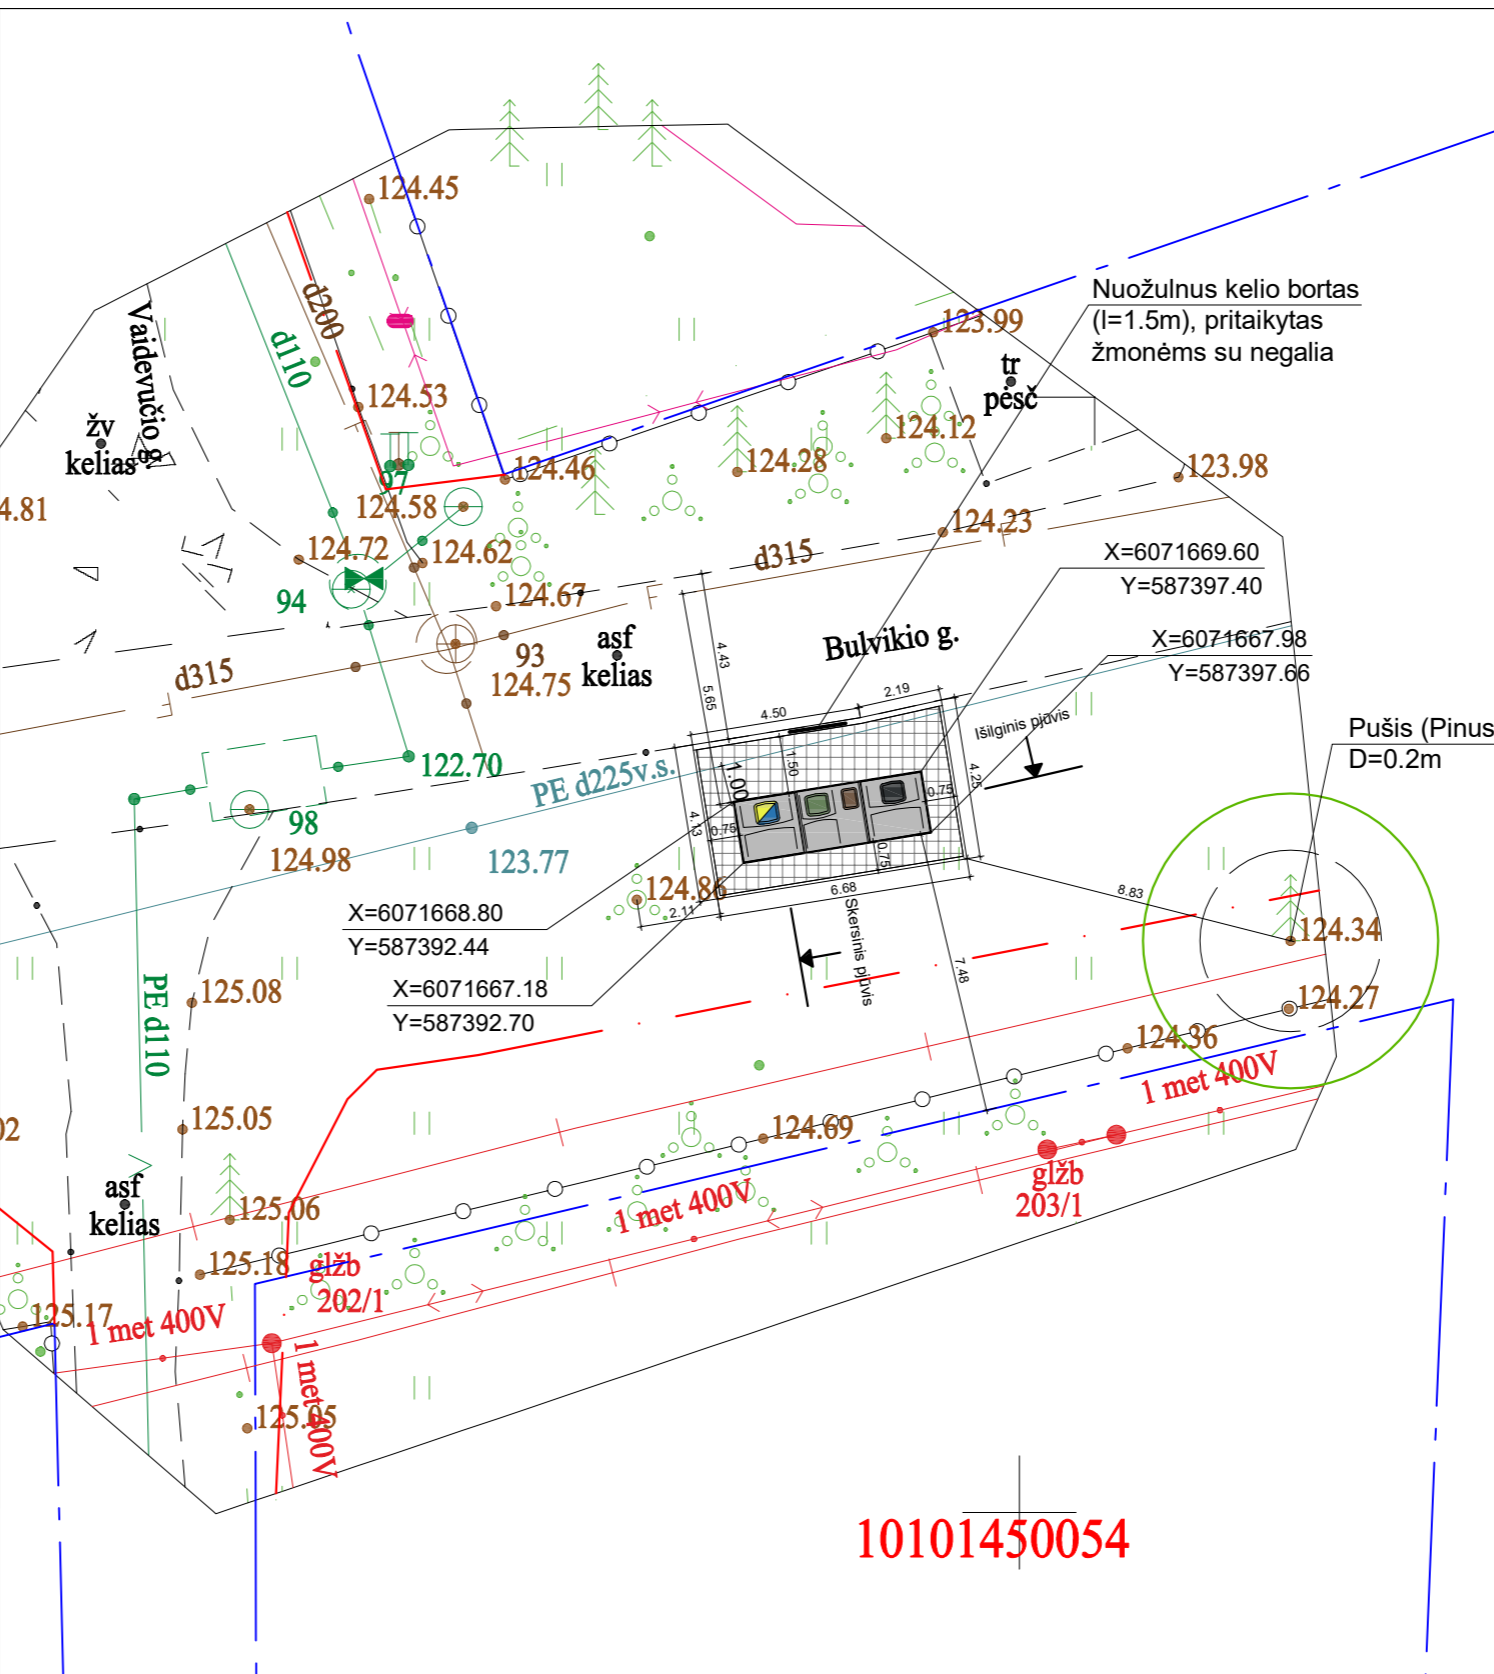 124.45
Vaidevučio g.
d200
d110
Nuožulnus kelio bortas
(l=1.5m), pritaikytas
žmonėms su negalia
123.99
tr
pėsč
124.53
žv
kelias
124.12
124.28
124.46
123.98
97
124.58
4.81
124.23
124.72
124.62
d315
X=6071669.60
Y=587397.40
94
124.67
asf
kelias
Bulvikio g.
X=6071667.98
Y=587397.66
93
124.75
d315
4.43
5.65
4.50
2.19
Išilginis pjūvis
Pušis (Pinus
D=0.2m
122.70
PE d225v.s.
1.00
1.50
4.25
0.75
98
124.98
123.77
4.13
0.75
0.75
124.86
6.68
2.11
8.83
X=6071668.80
Y=587392.44
Skersinis pjūvis
7.48
124.34
X=6071667.18
Y=587392.70
125.08
124.27
PE d110
124.36
1 met 400V
02
125.05
124.69
asf
kelias
glžb
203/1
1 met 400V
125.06
125.18
glžb
202/1
125.17
1 met 400V
1 met 400V
125.05
10101450054